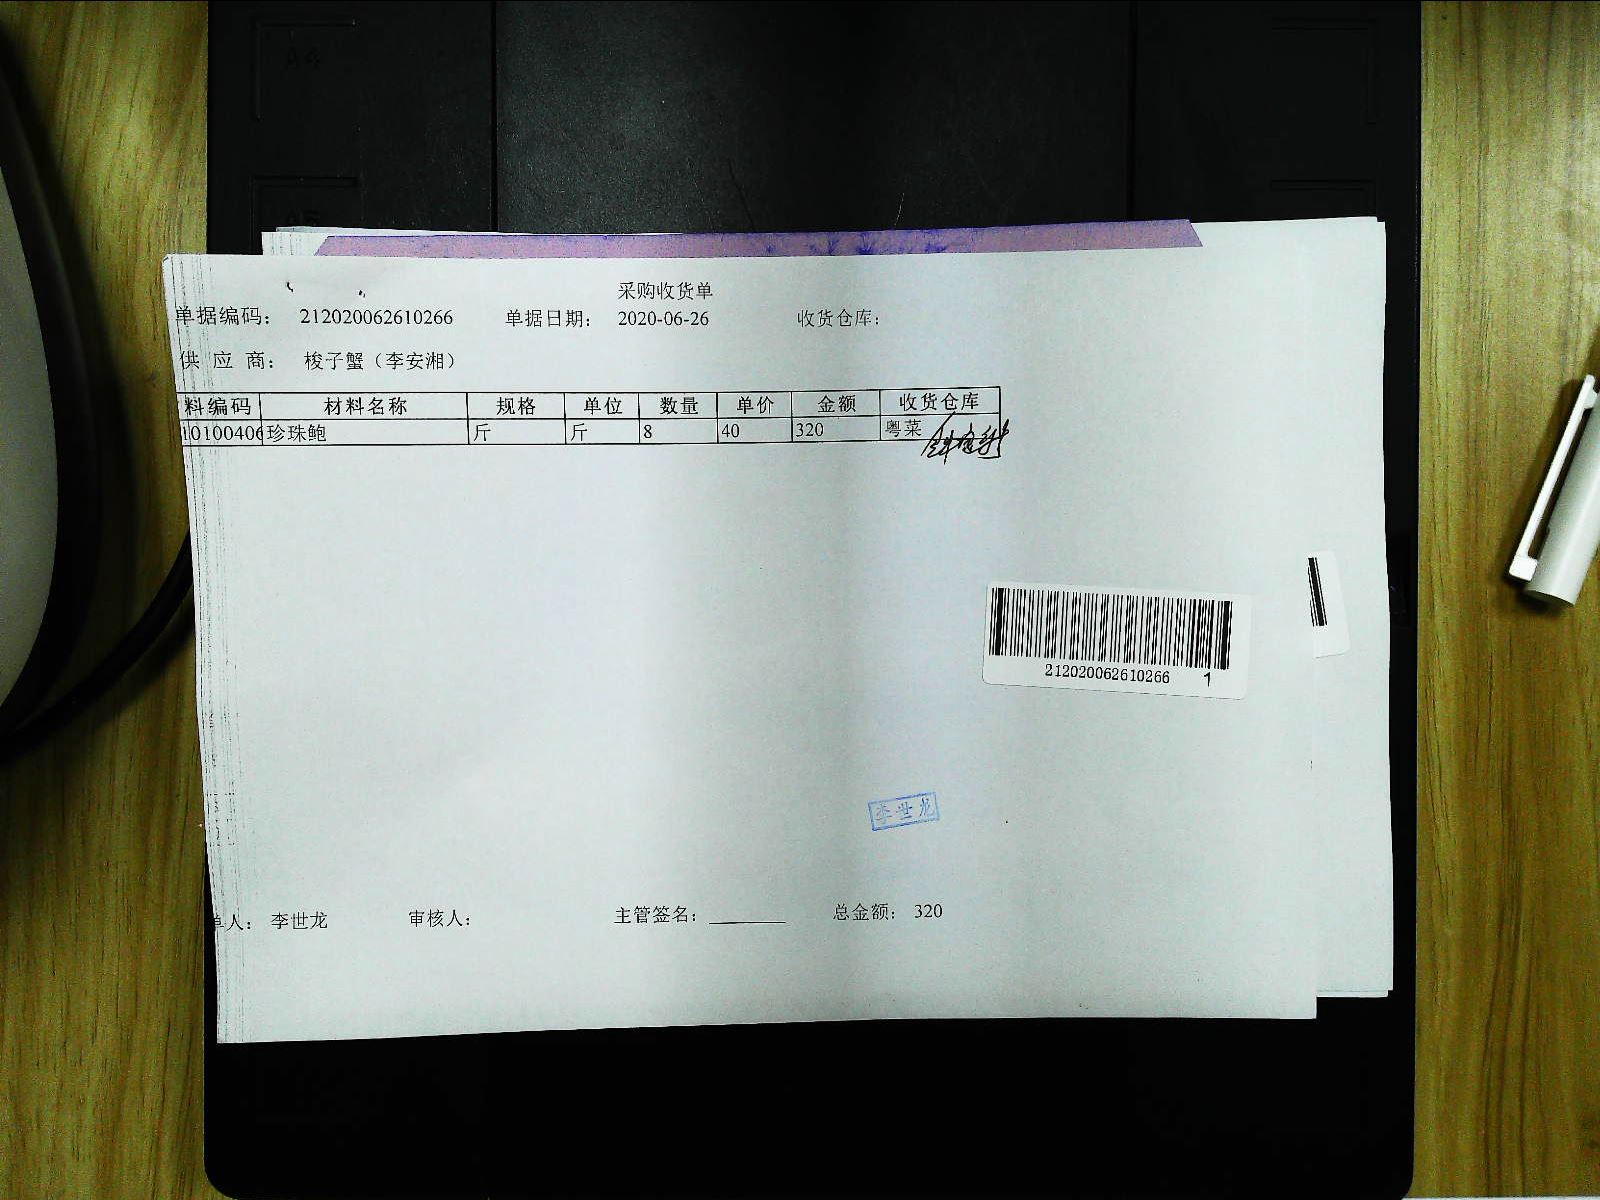 采购收货单
单据编码： 212020062610266 单据日期： 2020-06-26 收货仓库：
供 应 商： 梭子蟹（李安湘）
料编码 材料名称 规格 单位 数量 单价 金额 收货仓库
10100406 珍珠鲍 斤 斤 8 40 320 粤菜
212020062610266 1
李世龙
单人： 李世龙 审核人： 主管签名： 总金额： 320